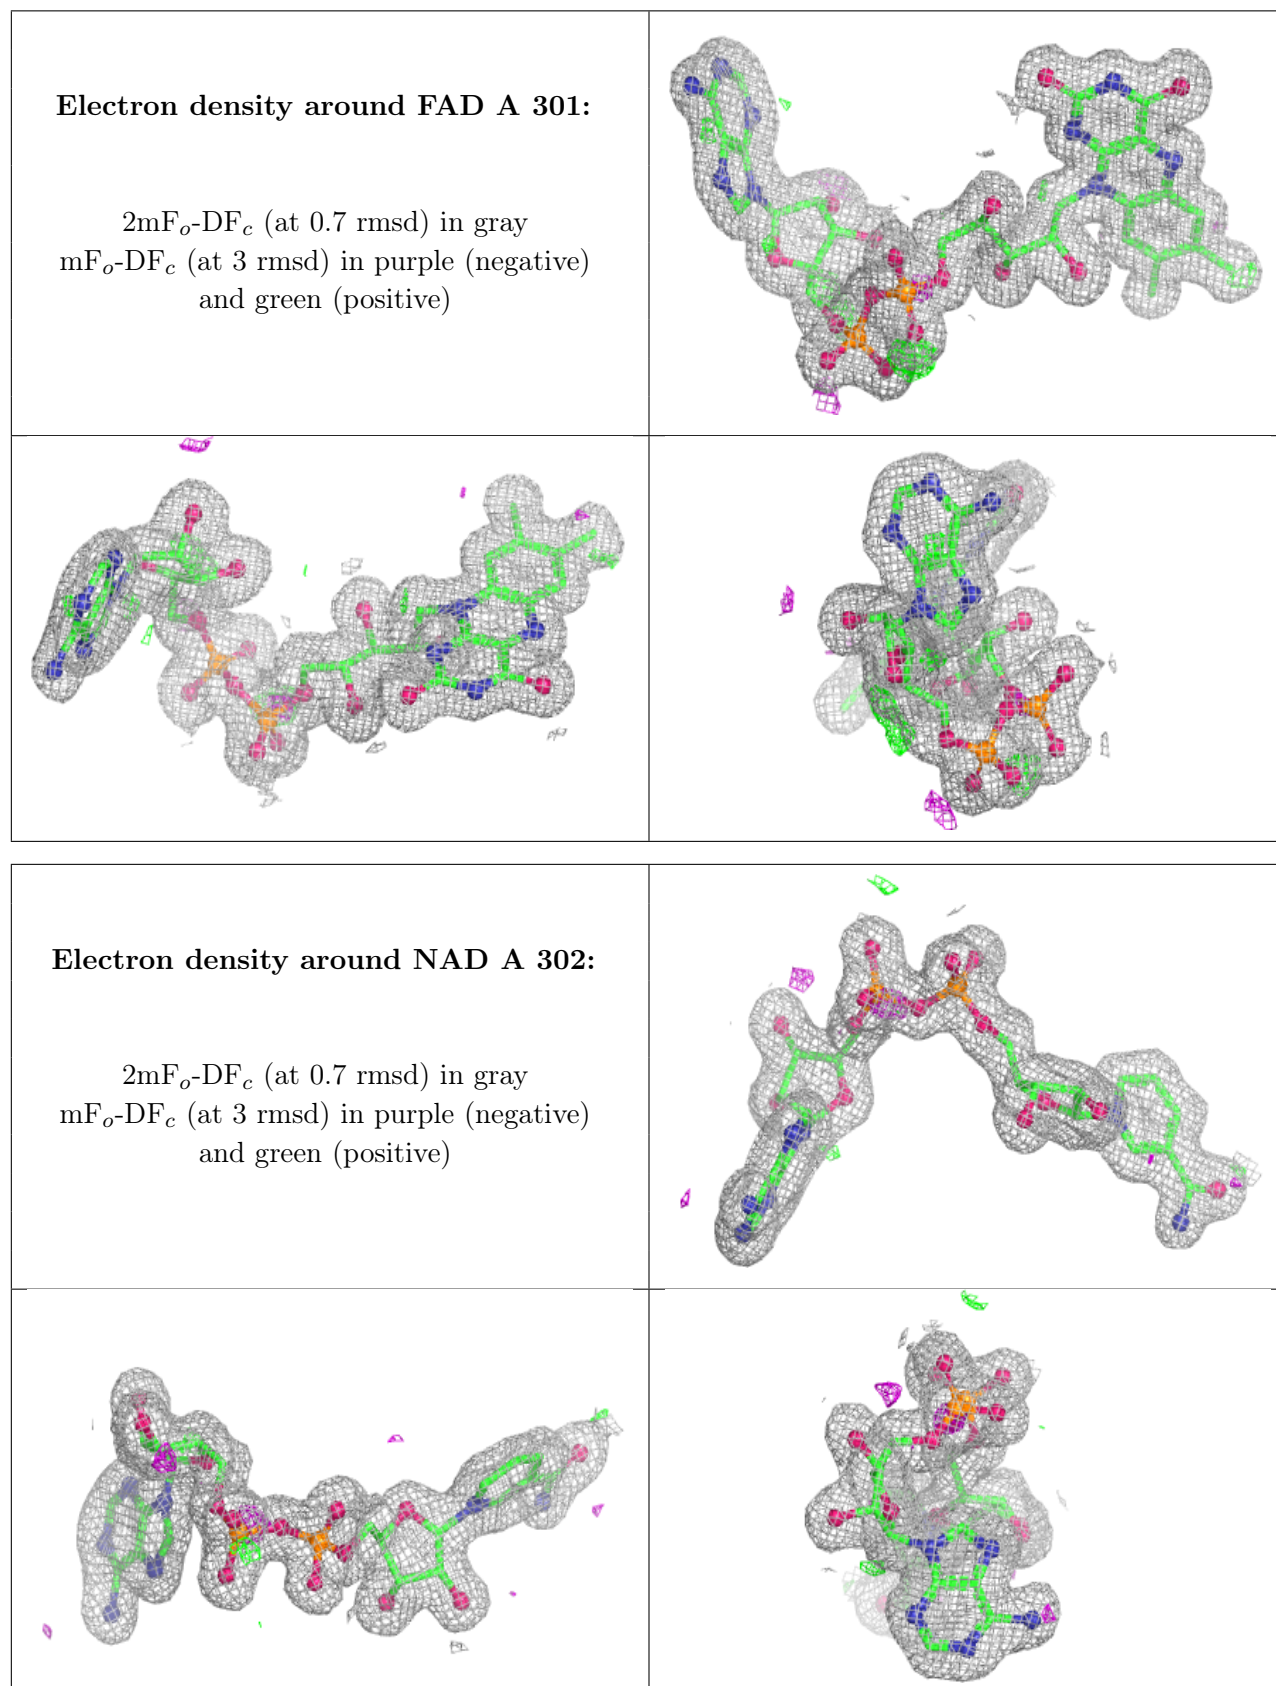 Electron density around FAD A 301:
2mFo-DFc (at 0.7 rmsd) in gray
mFo-DFc (at 3 rmsd) in purple (negative)
and green (positive)
Electron density around NAD A 302:
2mFo-DFc (at 0.7 rmsd) in gray
mFo-DFc (at 3 rmsd) in purple (negative)
and green (positive)